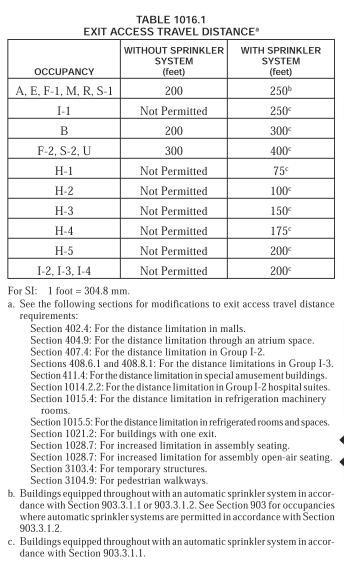 TABLE 1016.1
EXIT ACCESS TRAVEL DISTANCEᵃ
OCCUPANCY WITHOUT SPRINKLER SYSTEM (feet) WITH SPRINKLER SYSTEM (feet)
A, E, F-1, M, R, S-1 200 250ᵇ
I-1 Not Permitted 250ᶜ
B 200 300ᶜ
F-2, S-2, U 300 400ᶜ
H-1 Not Permitted 75ᶜ
H-2 Not Permitted 100ᶜ
H-3 Not Permitted 150ᶜ
H-4 Not Permitted 175ᶜ
H-5 Not Permitted 200ᶜ
I-2, I-3, I-4 Not Permitted 200ᶜ
For SI: 1 foot = 304.8 mm.
a. See the following sections for modifications to exit access travel distance
requirements:
Section 402.4: For the distance limitation in malls.
Section 404.9: For the distance limitation through an atrium space.
Section 407.4: For the distance limitation in Group I-2.
Sections 408.6.1 and 408.8.1: For the distance limitations in Group I-3.
Section 411.4: For the distance limitation in special amusement buildings.
Section 1014.2.2: For the distance limitation in Group I-2 hospital suites.
Section 1015.4: For the distance limitation in refrigeration machinery
rooms.
Section 1015.5: For the distance limitation in refrigerated rooms and spaces.
Section 1021.2: For buildings with one exit.
Section 1028.7: For increased limitation in assembly seating.
Section 1028.7: For increased limitation for assembly open-air seating.
Section 3103.4: For temporary structures.
Section 3104.9: For pedestrian walkways.
b. Buildings equipped throughout with an automatic sprinkler system in accor-
dance with Section 903.3.1.1 or 903.3.1.2. See Section 903 for occupancies
where automatic sprinkler systems are permitted in accordance with Section
903.3.1.2.
c. Buildings equipped throughout with an automatic sprinkler system in accor-
dance with Section 903.3.1.1.